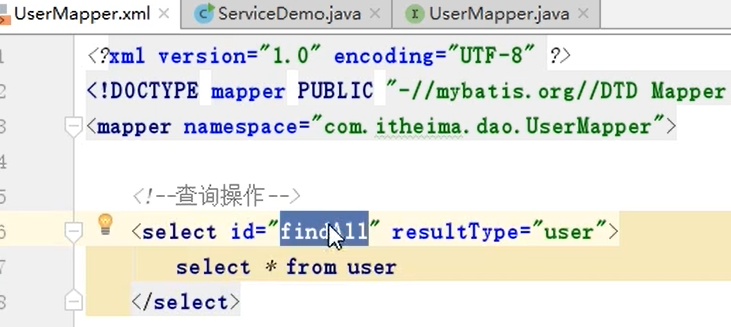 UserMapper.xml × ServiceDemo.java × UserMapper.java ×
1 <?xml version="1.0" encoding="UTF-8" ?>
2 <!DOCTYPE mapper PUBLIC "-//mybatis.org//DTD Mapper
3 <mapper namespace="com.itheima.dao.UserMapper">
4
5 <!--查询操作-->
6 <select id="findAll" resultType="user">
7 select * from user
8 </select>